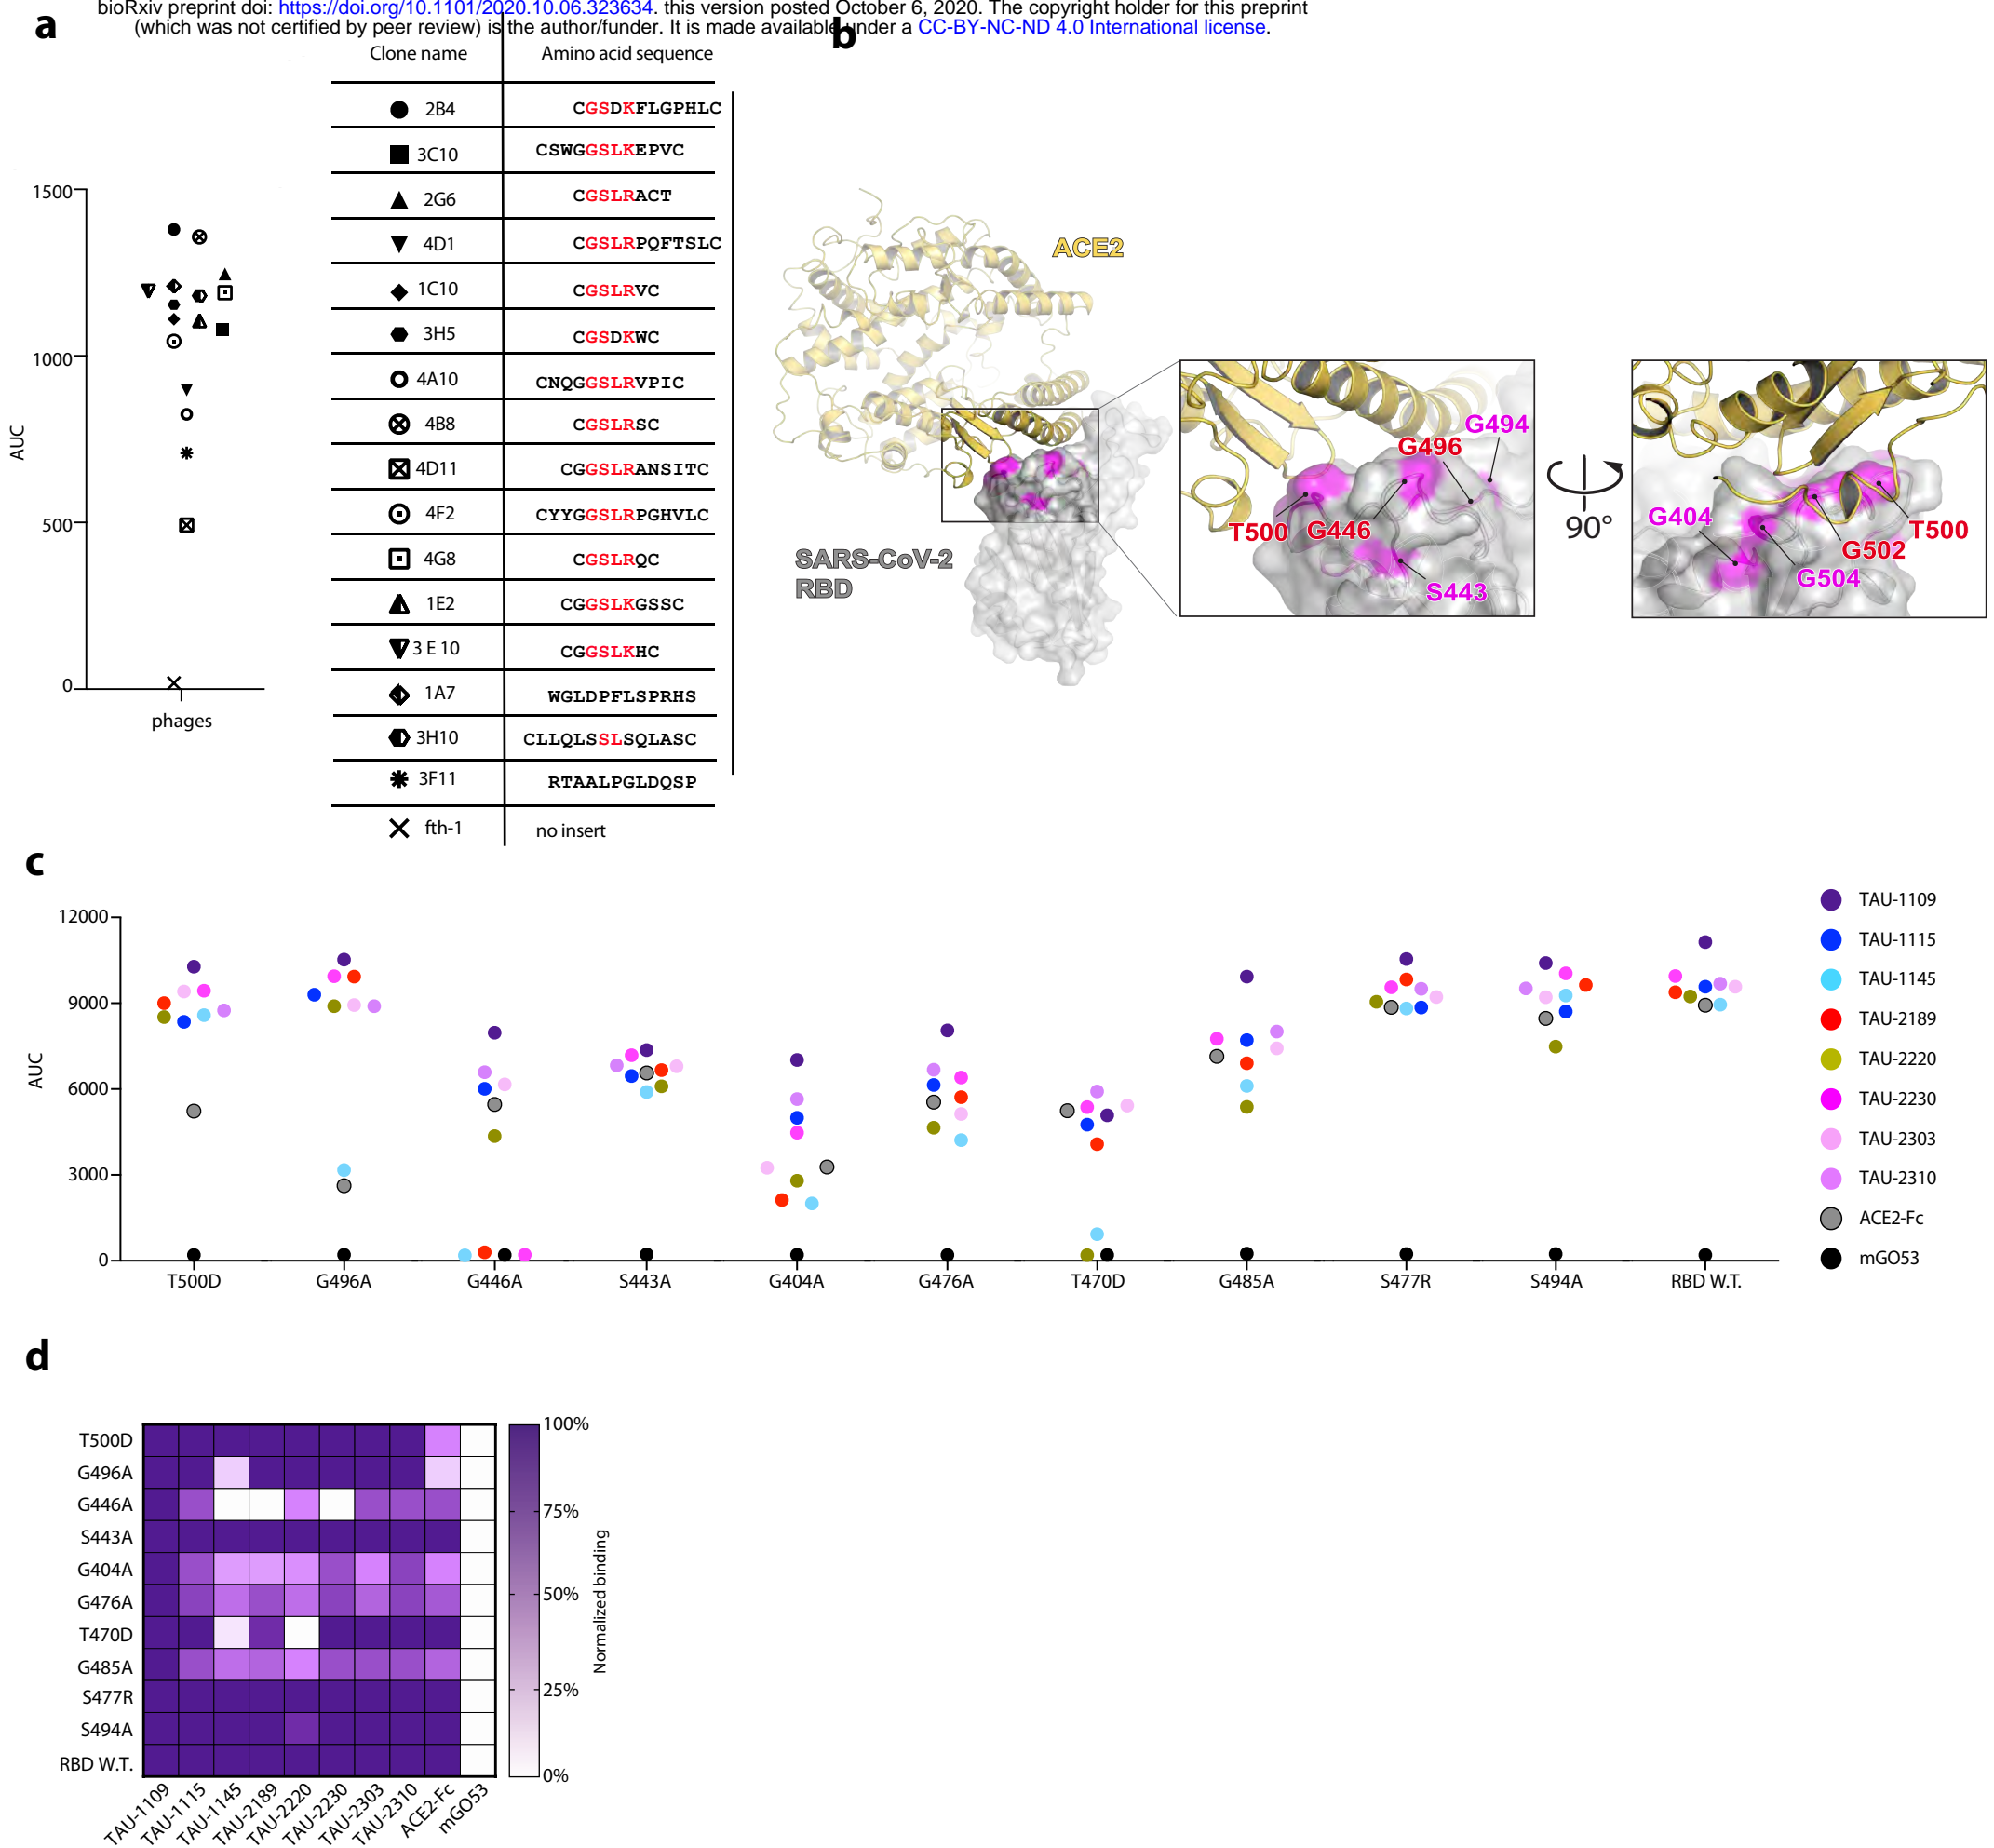 bioRxiv preprint doi: https://doi.org/10.1101/2020.10.06.323634. this version posted October 6, 2020. The copyright holder for this preprint
(which was not certified by peer review) is the author/funder. It is made available under a CC-BY-NC-ND 4.0 International license.
a
AUC
1500
1000
500
0
phages
Clone name Amino acid sequence
2B4 CGSDKFLGPHLC
3C10 CSWGGSLKEPVC
2G6 CGSLRACT
4D1 CGSLRPQFTSLC
1C10 CGSLRVC
3H5 CGSDKWC
4A10 CNQGGSLRVPIC
4B8 CGSLRSC
4D11 CGGSLRANSITC
4F2 CYYGGSLRPGHVLC
4G8 CGSLRQC
1E2 CGGSLKGSSC
3 E 10 CGGSLKHC
1A7 WGLDPFLSPRHS
3H10 CLLQLSSLSQLASC
3F11 RTAALPGLDQSP
fth-1 no insert
b
ACE2
SARS-CoV-2
RBD
G494
G496
T500 G446
S443
90°
G404
T500
G502
G504
c
AUC
12000
9000
6000
3000
0
T500D G496A G446A S443A G404A G476A T470D G485A S477R S494A RBD W.T.
TAU-1109
TAU-1115
TAU-1145
TAU-2189
TAU-2220
TAU-2230
TAU-2303
TAU-2310
ACE2-Fc
mGO53
d
T500D
G496A
G446A
S443A
G404A
G476A
T470D
G485A
S477R
S494A
RBD W.T.
TAU-1109 TAU-1115 TAU-1145 TAU-2189 TAU-2220 TAU-2230 TAU-2303 TAU-2310 ACE2-Fc mGO53
100%
75%
50%
25%
0%
Normalized binding